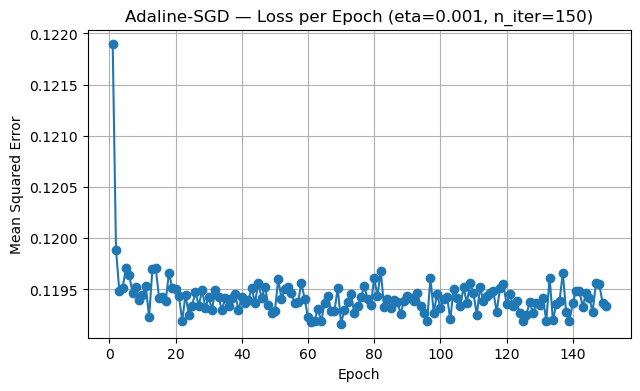 Adaline-SGD — Loss per Epoch (eta=0.001, n_iter=150)
Mean Squared Error
0.1220
0.1215
0.1210
0.1205
0.1200
0.1195
0 20 40 60 80 100 120 140
Epoch